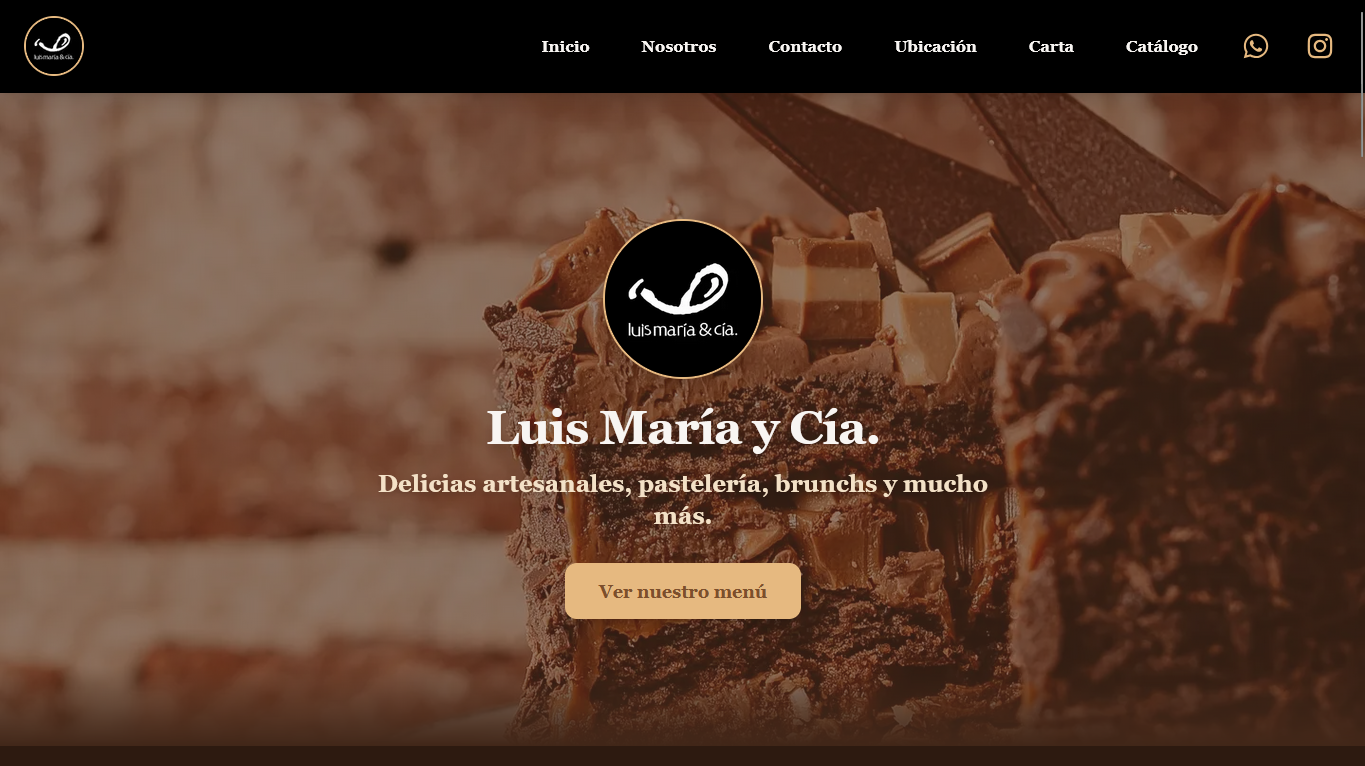 luis maría & cía.
Inicio Nosotros Contacto Ubicación Carta Catálogo
luis maría & cía.
Luis María y Cía.
Delicias artesanales, pastelería, brunchs y mucho
más.
Ver nuestro menú